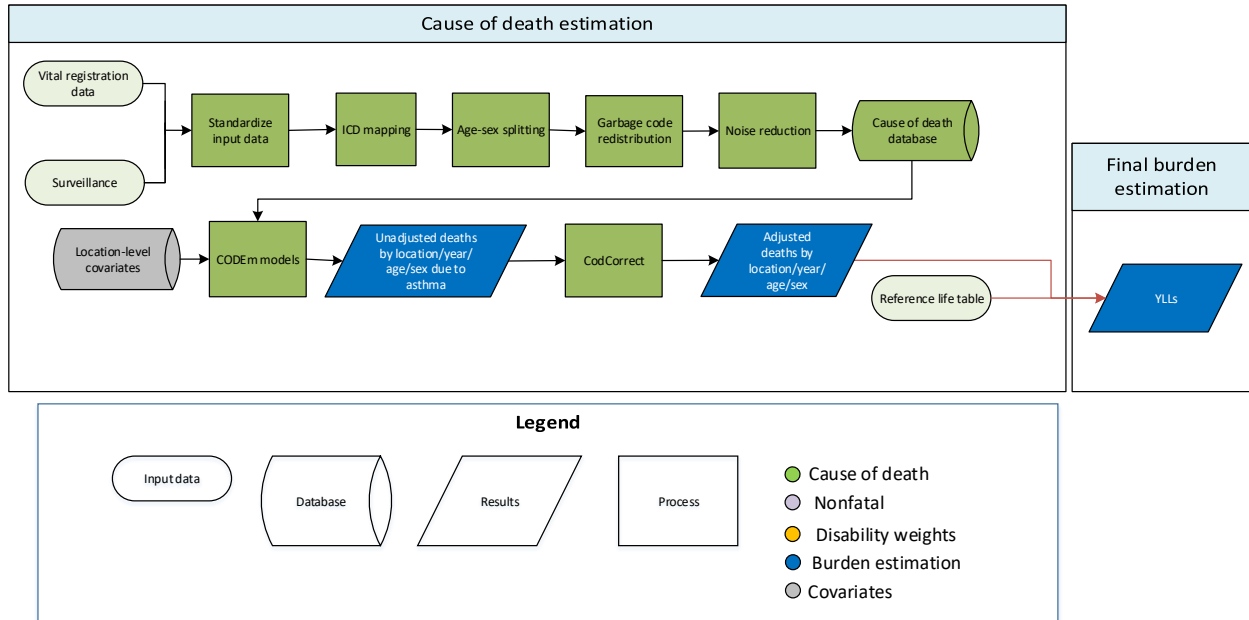 Cause of death estimation
Vital registration
data
Surveillance
Standardize
input data
ICD mapping
Age-sex splitting
Garbage code
redistribution
Noise reduction
Cause of death
database
Location-level
covariates
CODEm models
Unadjusted deaths
by location/year/
age/sex due to
asthma
CodCorrect
Adjusted
deaths by
location/year/
age/sex
Reference life table
Final burden
estimation
YLLs
Legend
Input data
Database
Results
Process
Cause of death
Nonfatal
Disability weights
Burden estimation
Covariates